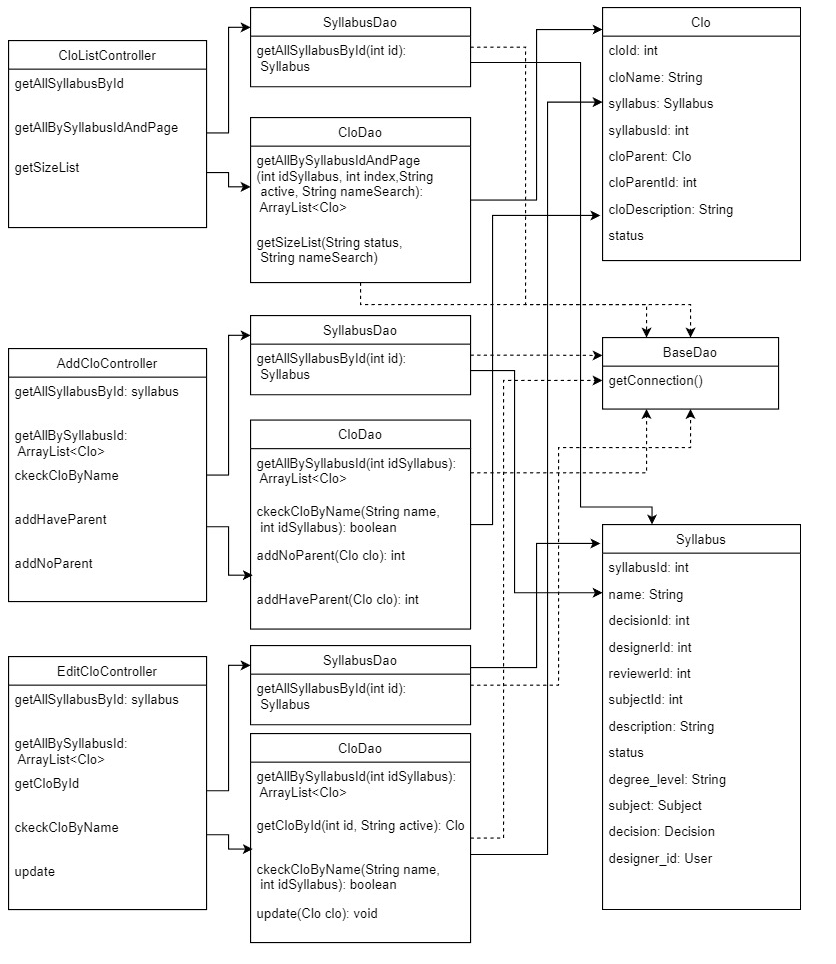 CloListController
getAllSyllabusById
getAllBySyllabusIdAndPage
getSizeList
SyllabusDao
getAllSyllabusById(int id):
Syllabus
CloDao
getAllBySyllabusIdAndPage
(int idSyllabus, int index,String
active, String nameSearch):
ArrayList<Clo>
getSizeList(String status,
String nameSearch)
Clo
cloId: int
cloName: String
syllabus: Syllabus
syllabusId: int
cloParent: Clo
cloParentId: int
cloDescription: String
status
AddCloController
getAllSyllabusById: syllabus
getAllBySyllabusId:
ArrayList<Clo>
ckeckCloByName
addHaveParent
addNoParent
SyllabusDao
getAllSyllabusById(int id):
Syllabus
CloDao
getAllBySyllabusId(int idSyllabus):
ArrayList<Clo>
ckeckCloByName(String name,
int idSyllabus): boolean
addNoParent(Clo clo): int
addHaveParent(Clo clo): int
BaseDao
getConnection()
EditCloController
getAllSyllabusById: syllabus
getAllBySyllabusId:
ArrayList<Clo>
getCloById
ckeckCloByName
update
SyllabusDao
getAllSyllabusById(int id):
Syllabus
CloDao
getAllBySyllabusId(int idSyllabus):
ArrayList<Clo>
getCloById(int id, String active): Clo
ckeckCloByName(String name,
int idSyllabus): boolean
update(Clo clo): void
Syllabus
syllabusId: int
name: String
decisionId: int
designerId: int
reviewerId: int
subjectId: int
description: String
status
degree_level: String
subject: Subject
decision: Decision
designer_id: User